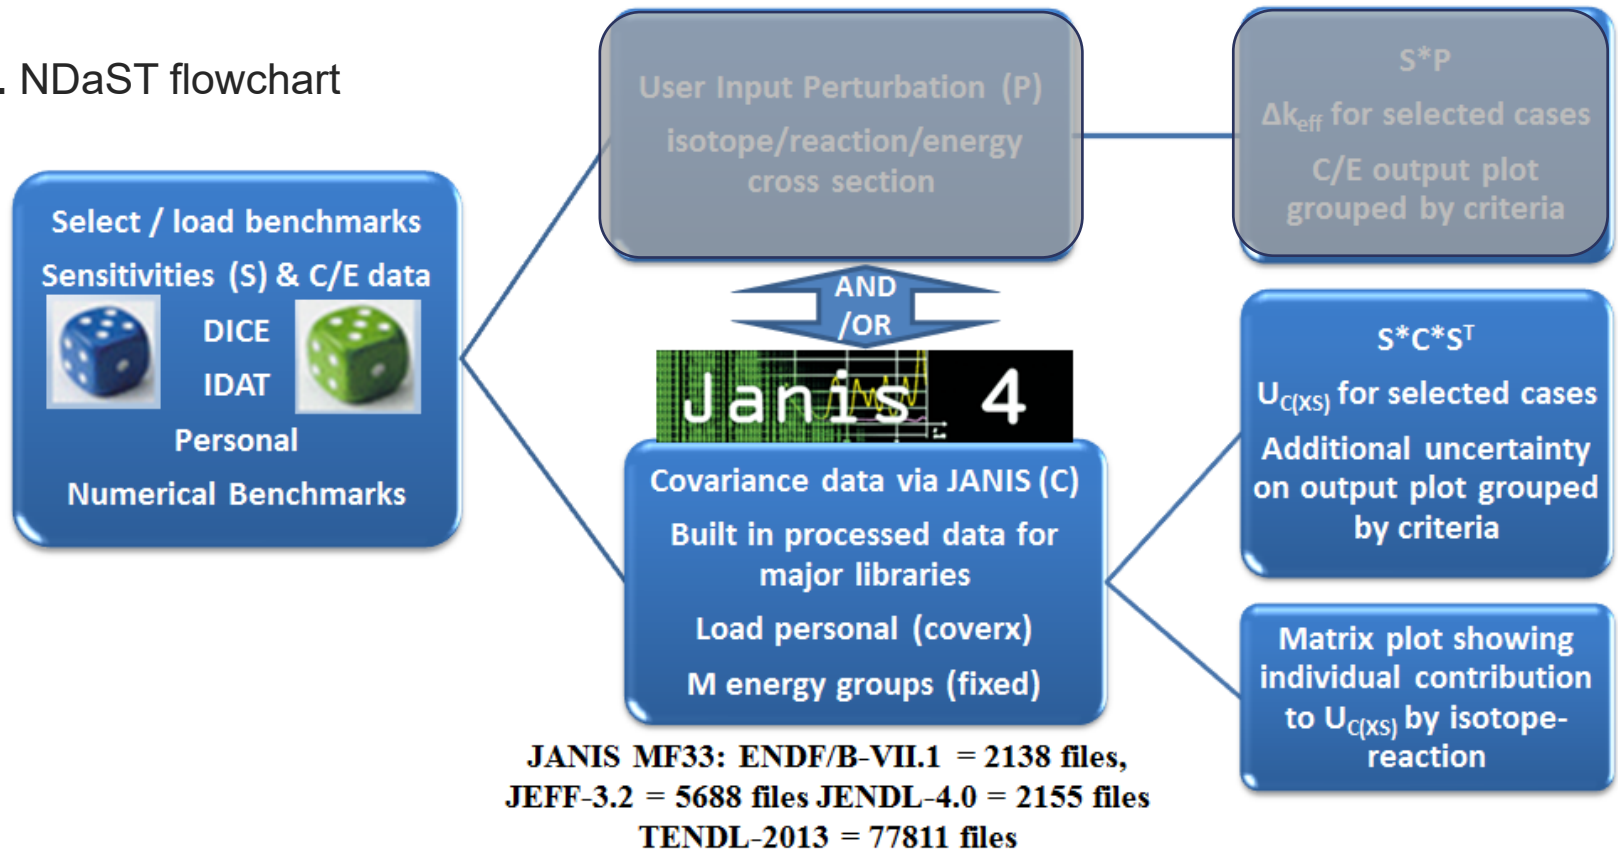 . NDaST flowchart
Select / load benchmarks
Sensitivities (S) & C/E data
DICE
IDAT
Personal
Numerical Benchmarks
User Input Perturbation (P)
isotope/reaction/energy
cross section
S*P
Δkeff for selected cases
C/E output plot
grouped by criteria
AND
/OR
Janis 4
Covariance data via JANIS (C)
Built in processed data for
major libraries
Load personal (coverx)
M energy groups (fixed)
S*C*Sᵀ
UC(XS) for selected cases
Additional uncertainty
on output plot grouped
by criteria
Matrix plot showing
individual contribution
to UC(XS) by isotope-
reaction
JANIS MF33: ENDF/B-VII.1 = 2138 files,
JEFF-3.2 = 5688 files JENDL-4.0 = 2155 files
TENDL-2013 = 77811 files